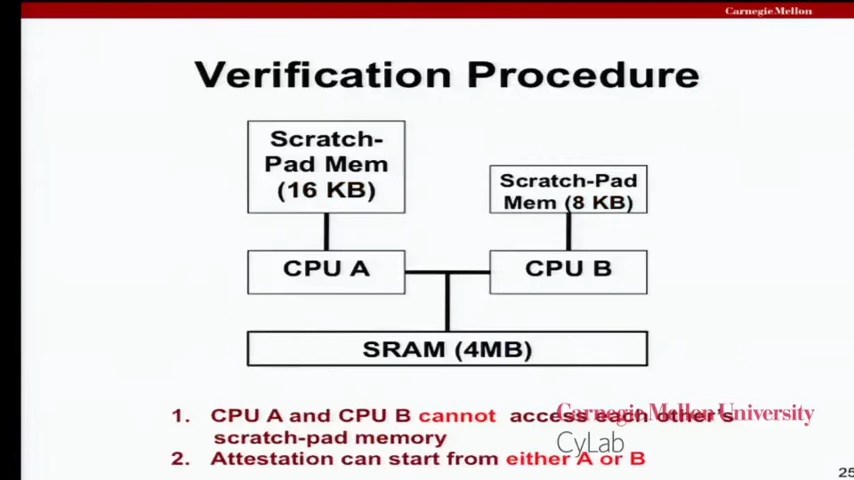 Carnegie Mellon
Verification Procedure
Scratch-
Pad Mem
(16 KB)
Scratch-Pad
Mem (8 KB)
CPU A
CPU B
SRAM (4MB)
1. CPU A and CPU B cannot access each other's
scratch-pad memory
2. Attestation can start from either A or B
Carnegie Mellon University
CyLab
25